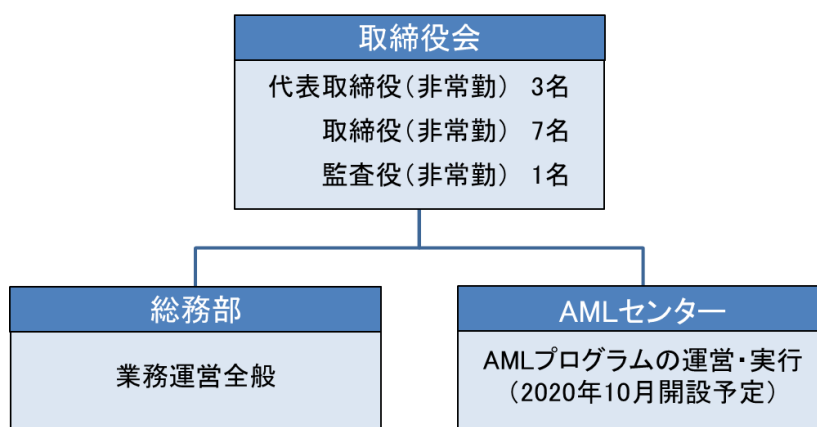 取締役会
代表取締役（非常勤） 3名
取締役（非常勤） 7名
監査役（非常勤） 1名
総務部
業務運営全般
AMLセンター
AMLプログラムの運営・実行
（2020年10月開設予定）